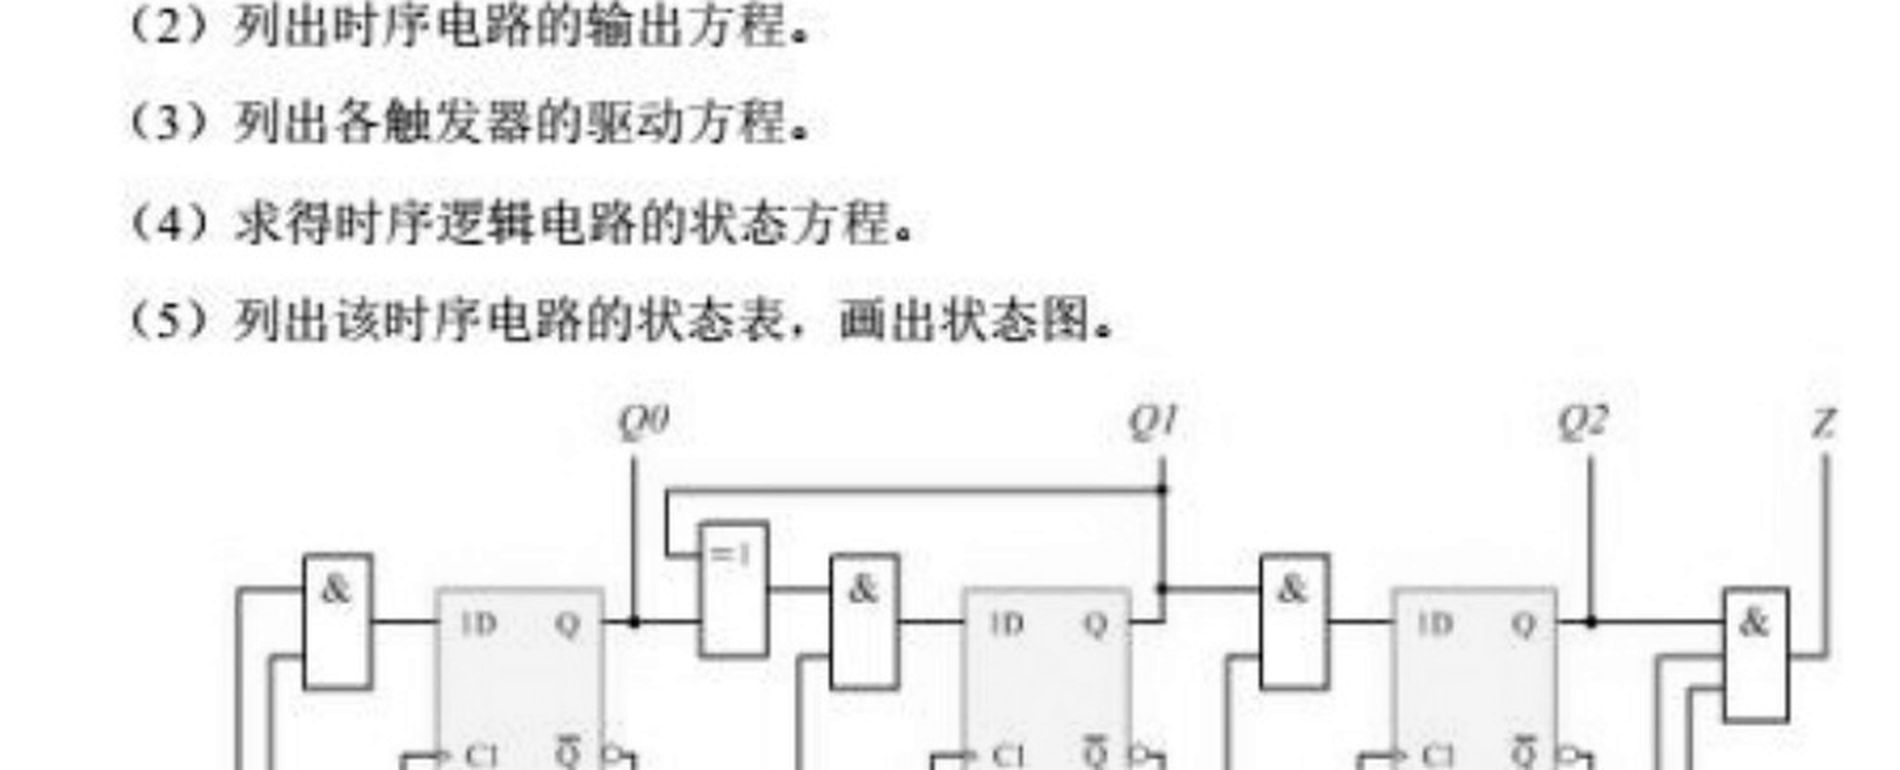 （2）列出时序电路的输出方程。
（3）列出各触发器的驱动方程。
（4）求得时序逻辑电路的状态方程。
（5）列出该时序电路的状态表，画出状态图。
Q0 Q1 Q2 Z
=1
& & &
1D Q 1D Q 1D Q &
C1 Q̅ C1 Q̅ C1 Q̅